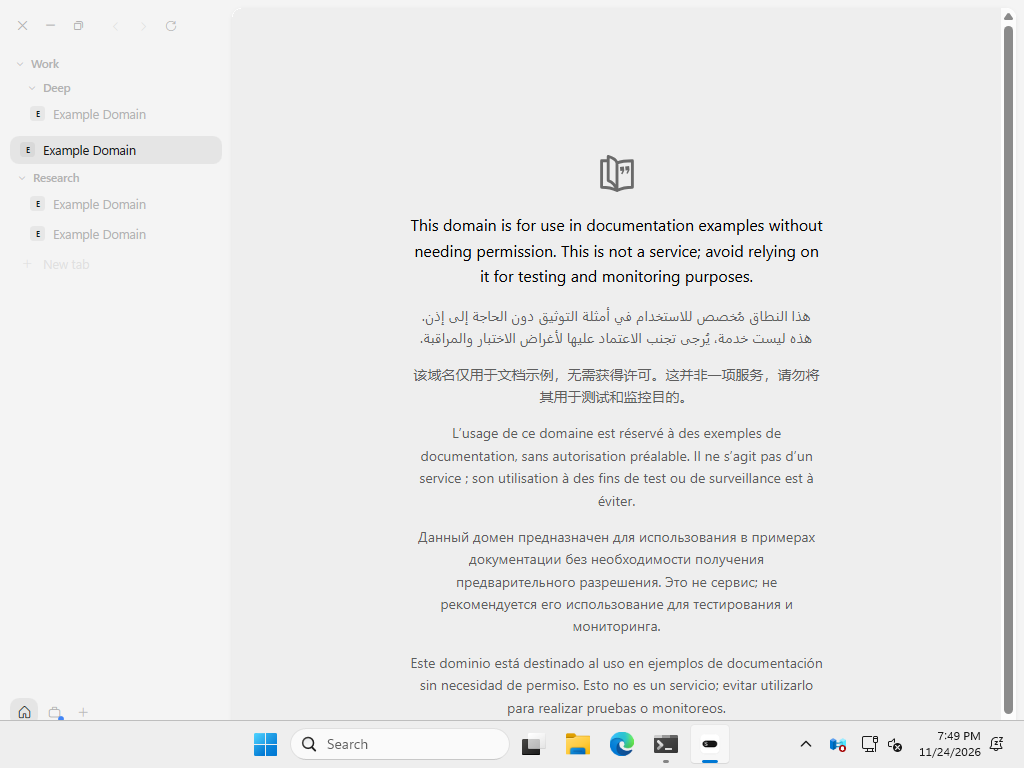 Work
Deep
E Example Domain
E Example Domain
Research
E Example Domain
E Example Domain
New tab
This domain is for use in documentation examples without
needing permission. This is not a service; avoid relying on
it for testing and monitoring purposes.
هذا النطاق مُخصص للاستخدام في أمثلة التوثيق دون الحاجة إلى إذن.
هذه ليست خدمة، يُرجى تجنب الاعتماد عليها لأغراض الاختبار والمراقبة.
该域名仅用于文档示例，无需获得许可。这并非一项服务，请勿将
其用于测试和监控目的。
L’usage de ce domaine est réservé à des exemples de
documentation, sans autorisation préalable. Il ne s’agit pas d’un
service ; son utilisation à des fins de test ou de surveillance est à
éviter.
Данный домен предназначен для использования в примерах
документации без необходимости получения
предварительного разрешения. Это не сервис; не
рекомендуется его использование для тестирования и
мониторинга.
Este dominio está destinado al uso en ejemplos de documentación
sin necesidad de permiso. Esto no es un servicio; evitar utilizarlo
para realizar pruebas o monitoreos.
Search
7:49 PM
11/24/2026